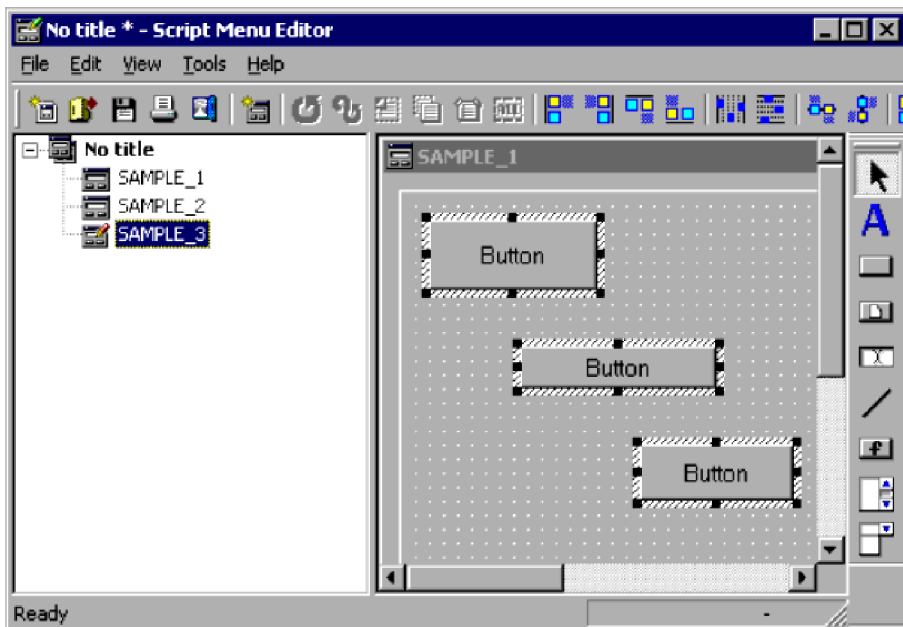 No title * - Script Menu Editor
File Edit View Tools Help
No title
SAMPLE_1
SAMPLE_2
SAMPLE_3
SAMPLE_1
Button
Button
Button
A
f
Ready
-